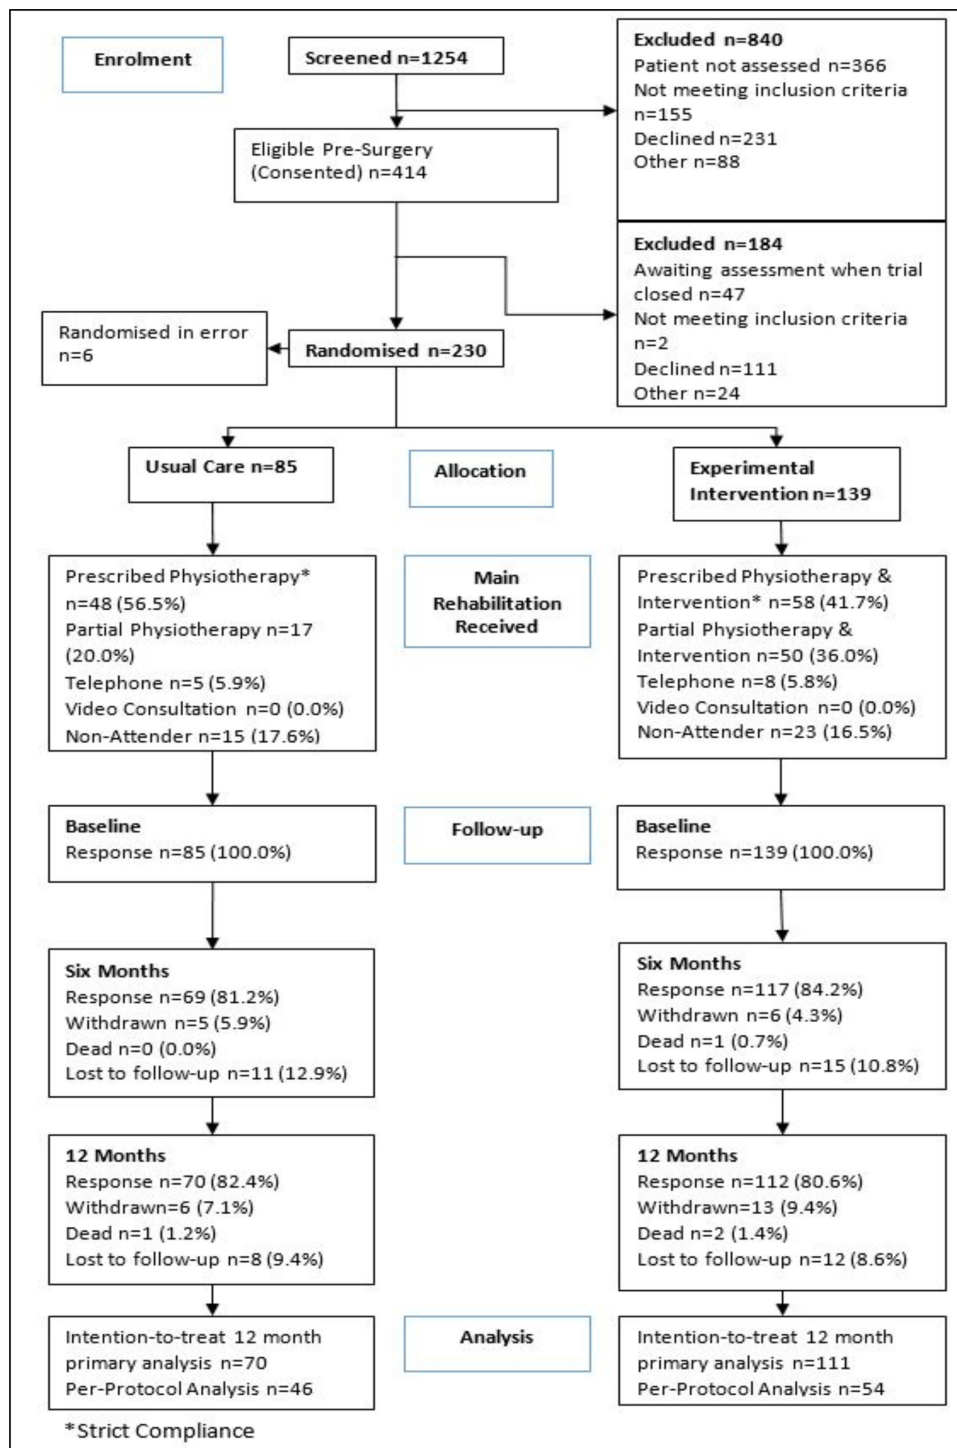 Enrolment
Screened n=1254
Excluded n=840
Patient not assessed n=366
Not meeting inclusion criteria
n=155
Declined n=231
Other n=88
Eligible Pre-Surgery
(Consented) n=414
Excluded n=184
Awaiting assessment when trial
closed n=47
Not meeting inclusion criteria
n=2
Declined n=111
Other n=24
Randomised in error
n=6
Randomised n=230
Usual Care n=85
Allocation
Experimental
Intervention n=139
Prescribed Physiotherapy*
n=48 (56.5%)
Partial Physiotherapy n=17
(20.0%)
Telephone n=5 (5.9%)
Video Consultation n=0 (0.0%)
Non-Attender n=15 (17.6%)
Main
Rehabilitation
Received
Prescribed Physiotherapy &
Intervention* n=58 (41.7%)
Partial Physiotherapy &
Intervention n=50 (36.0%)
Telephone n=8 (5.8%)
Video Consultation n=0 (0.0%)
Non-Attender n=23 (16.5%)
Baseline
Response n=85 (100.0%)
Follow-up
Baseline
Response n=139 (100.0%)
Six Months
Response n=69 (81.2%)
Withdrawn n=5 (5.9%)
Dead n=0 (0.0%)
Lost to follow-up n=11 (12.9%)
Six Months
Response n=117 (84.2%)
Withdrawn n=6 (4.3%)
Dead n=1 (0.7%)
Lost to follow-up n=15 (10.8%)
12 Months
Response n=70 (82.4%)
Withdrawn=6 (7.1%)
Dead n=1 (1.2%)
Lost to follow-up n=8 (9.4%)
12 Months
Response n=112 (80.6%)
Withdrawn=13 (9.4%)
Dead n=2 (1.4%)
Lost to follow-up n=12 (8.6%)
Intention-to-treat 12 month
primary analysis n=70
Per-Protocol Analysis n=46
Analysis
Intention-to-treat 12 month
primary analysis n=111
Per-Protocol Analysis n=54
*Strict Compliance